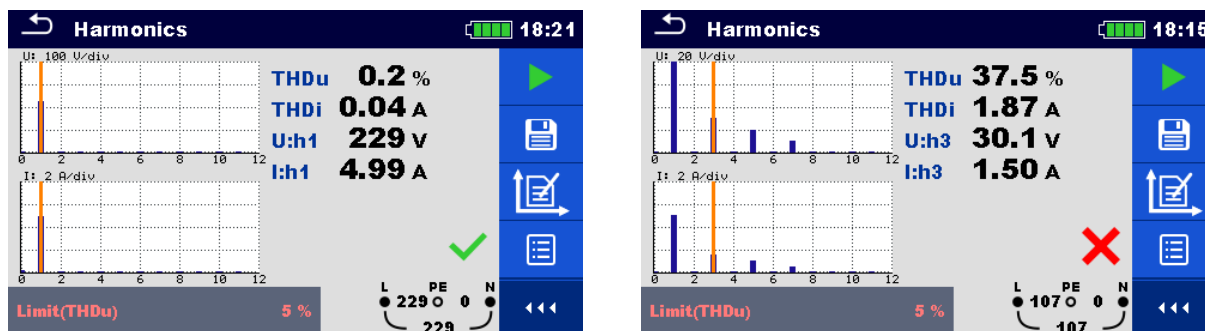 Harmonics 18:21
U: 100 V/div
THDu 0.2 %
THDi 0.04 A
U:h1 229 V
0 2 4 6 8 10 12
I:h1 4.99 A
I: 2 A/div
0 2 4 6 8 10 12
Limit(THDu) 5 %
L PE N
229 0
229
Harmonics 18:15
U: 20 V/div
THDu 37.5 %
THDi 1.87 A
U:h3 30.1 V
0 2 4 6 8 10 12
I:h3 1.50 A
I: 2 A/div
0 2 4 6 8 10 12
Limit(THDu) 5 %
L PE N
107 0
107